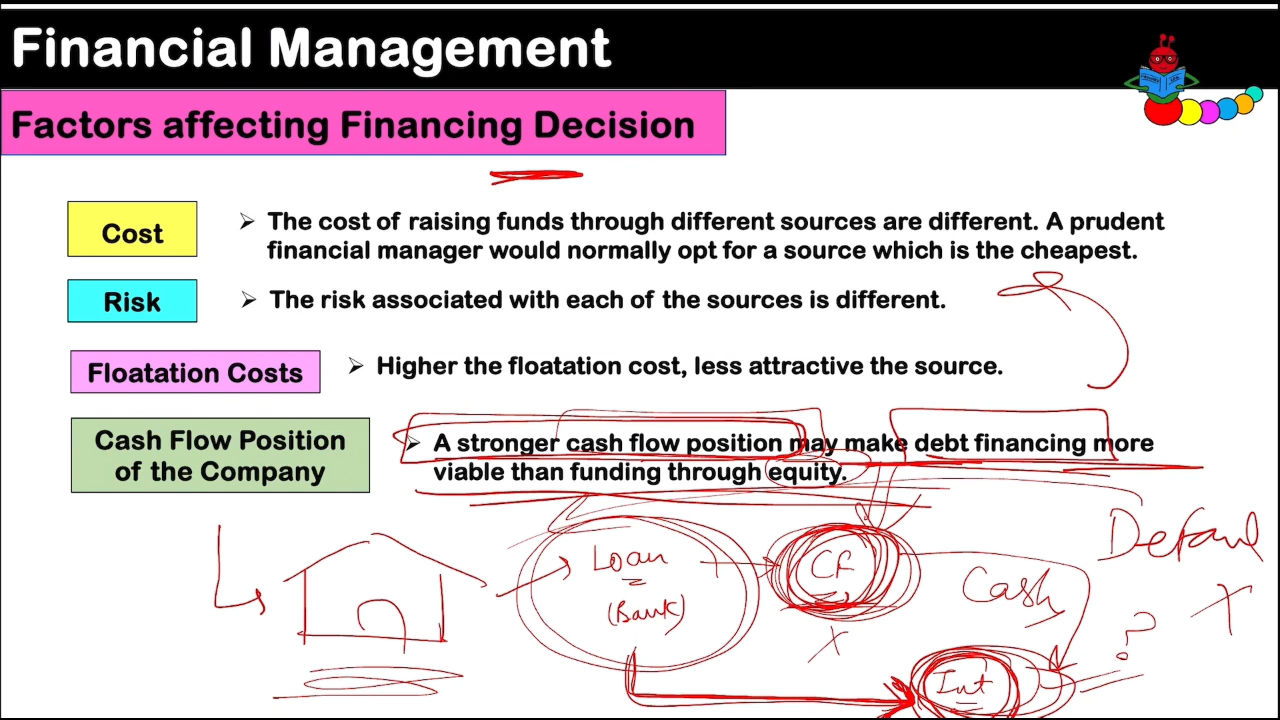 Financial Management
Factors affecting Financing Decision
Cost
➢ The cost of raising funds through different sources are different. A prudent
financial manager would normally opt for a source which is the cheapest.
Risk
➢ The risk associated with each of the sources is different.
Floatation Costs
➢ Higher the floatation cost, less attractive the source.
Cash Flow Position
of the Company
➢ A stronger cash flow position may make debt financing more
viable than funding through equity.
Loan
(Bank)
CF
X
Cash
Defaul
X
?
Int